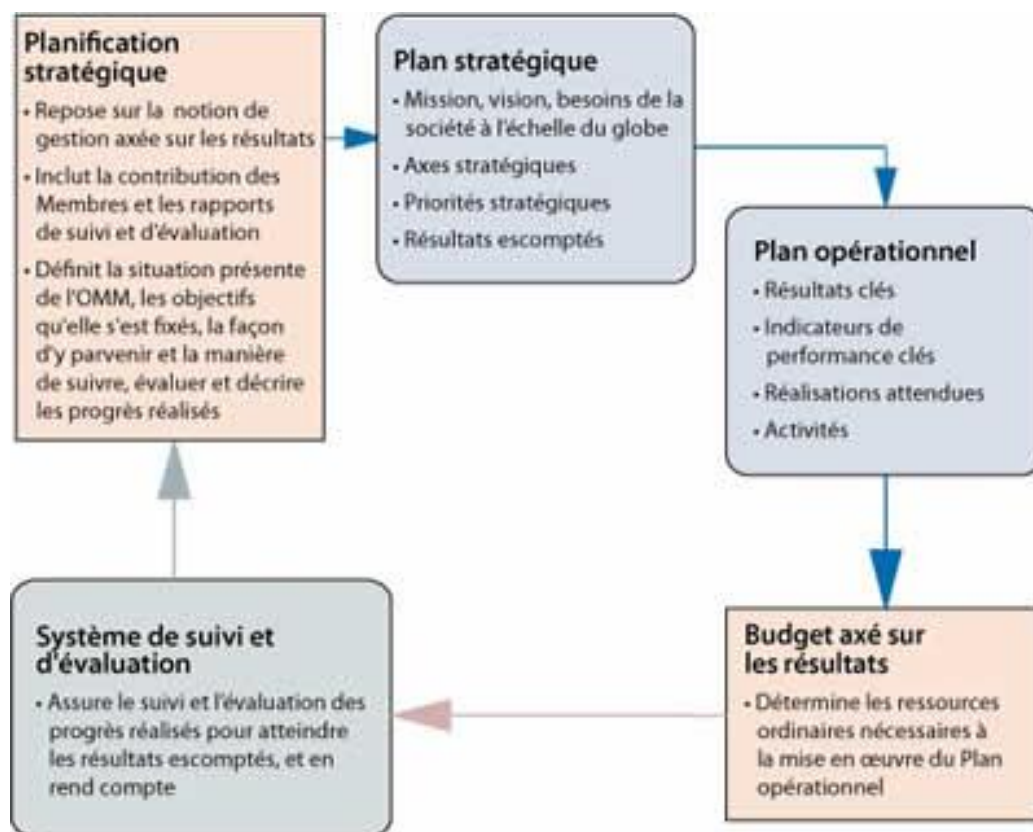 Planification
stratégique
• Repose sur la notion de
gestion axée sur les résultats
• Inclut la contribution des
Membres et les rapports
de suivi et d'évaluation
• Définit la situation présente
de l'OMM, les objectifs
qu'elle s'est fixés, la façon
d'y parvenir et la manière
de suivre, évaluer et décrire
les progrès réalisés
Plan stratégique
• Mission, vision, besoins de la
société à l'échelle du globe
• Axes stratégiques
• Priorités stratégiques
• Résultats escomptés
Plan opérationnel
• Résultats clés
• Indicateurs de
performance clés
• Réalisations attendues
• Activités
Budget axé sur
les résultats
• Détermine les ressources
ordinaires nécessaires à
la mise en œuvre du Plan
opérationnel
Système de suivi et
d'évaluation
• Assure le suivi et l'évaluation des
progrès réalisés pour atteindre
les résultats escomptés, et en
rend compte